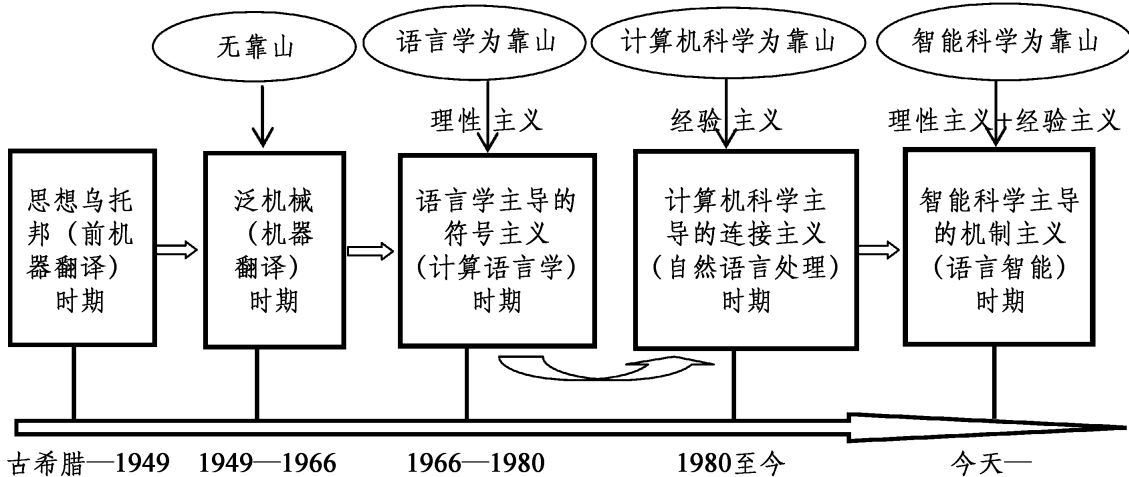 无靠山
语言学为靠山
计算机科学为靠山
智能科学为靠山
理性主义
经验主义
理性主义+经验主义
思想乌托
邦（前机
器翻译）
时期
泛机械
（机器
翻译）
时期
语言学主导的
符号主义
（计算语言学）
时期
计算机科学主
导的连接主义
（自然语言处理）
时期
智能科学主导
的机制主义
（语言智能）
时期
古希腊—1949
1949—1966
1966—1980
1980至今
今天—